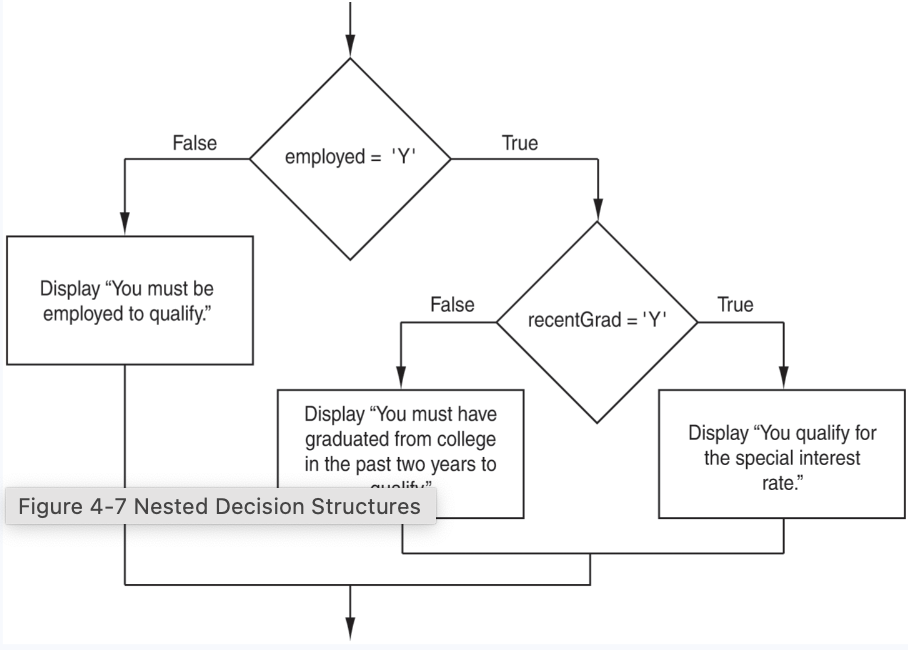 employed = 'Y'
False
True
Display “You must be
employed to qualify.”
recentGrad = 'Y'
False
True
Display “You must have
graduated from college
in the past two years to
Display “You qualify for
the special interest
rate.”
Figure 4-7 Nested Decision Structures